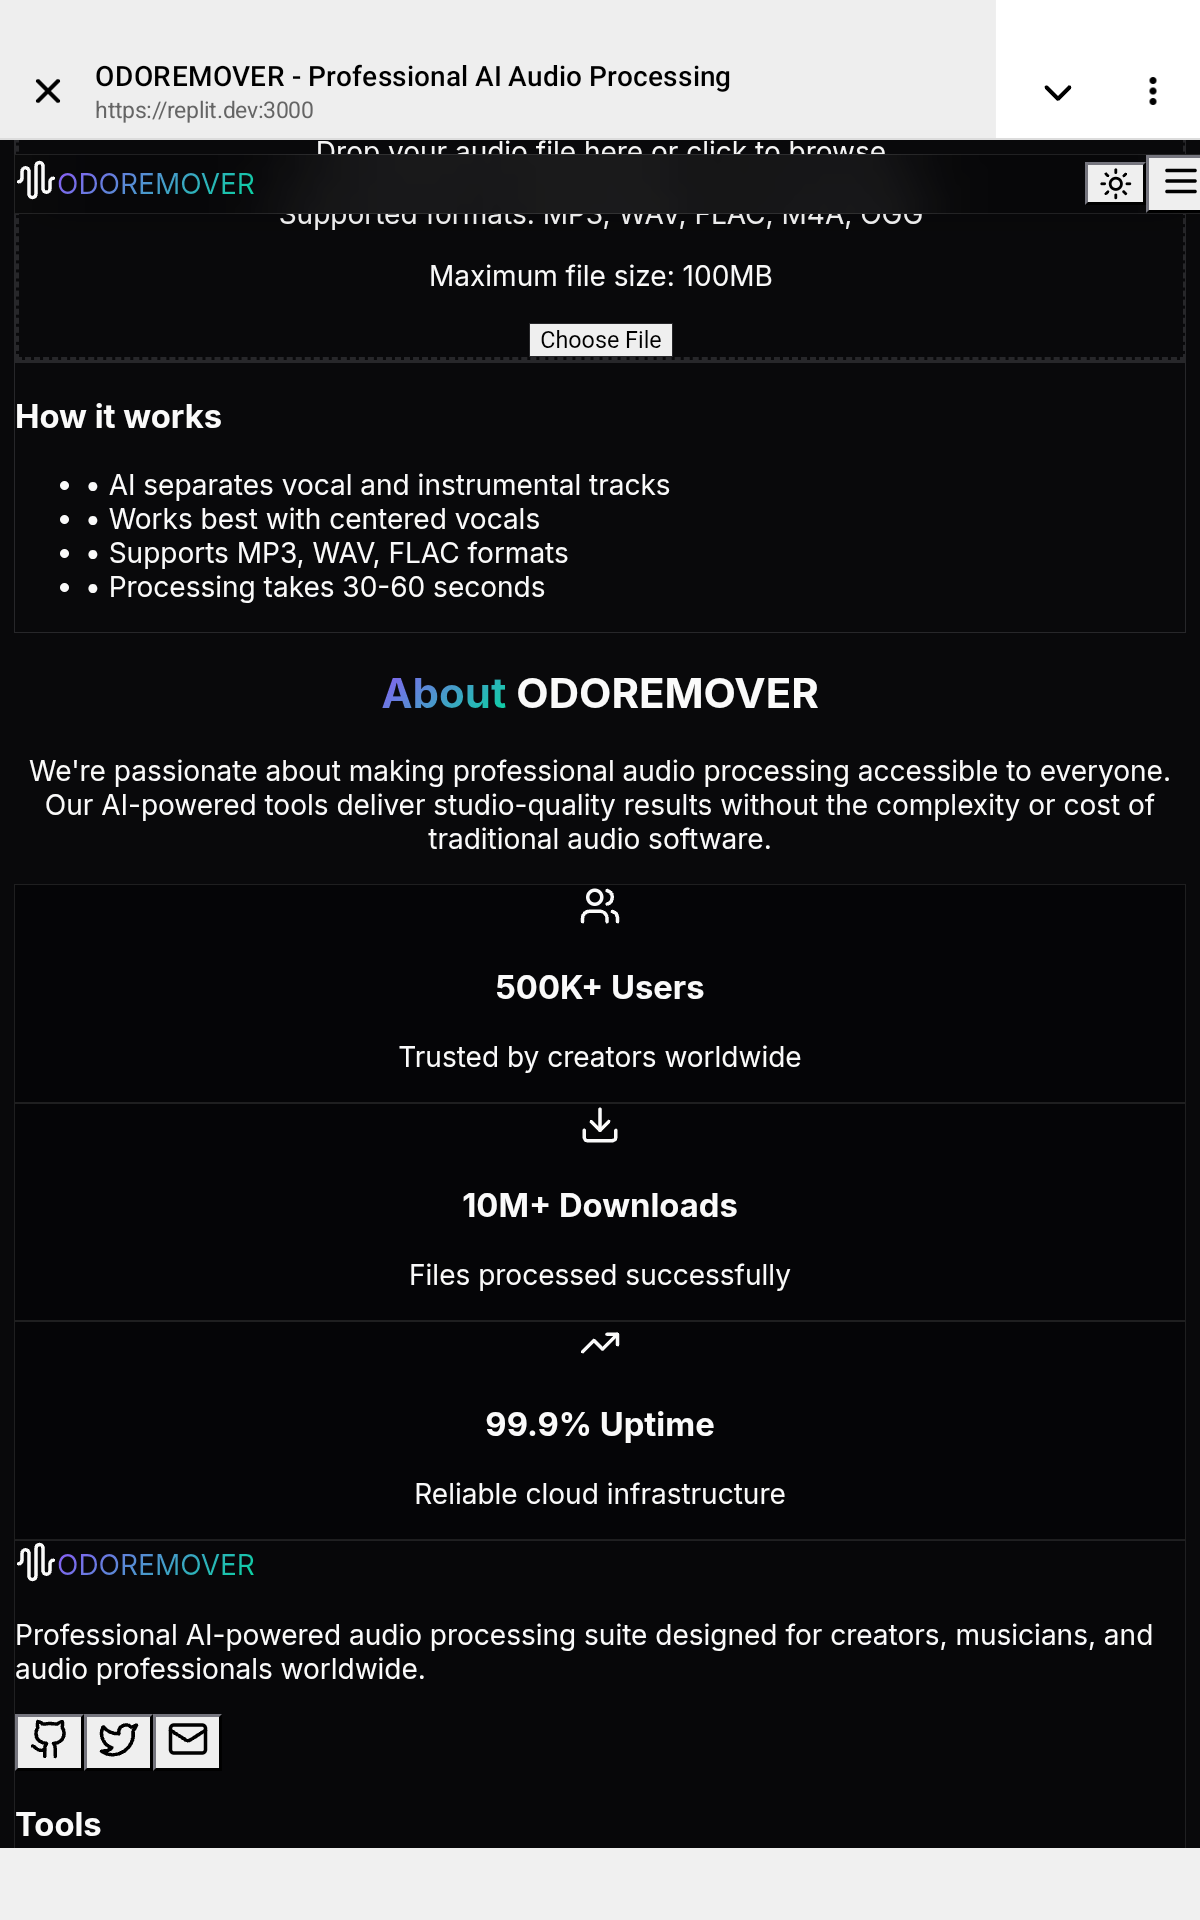 ODOREMOVER - Professional AI Audio Processing
https://replit.dev:3000
Drop your audio file here or click to browse
ODOREMOVER
Supported formats: MP3, WAV, FLAC, M4A, OGG
Maximum file size: 100MB
Choose File
How it works
• • AI separates vocal and instrumental tracks
• • Works best with centered vocals
• • Supports MP3, WAV, FLAC formats
• • Processing takes 30-60 seconds
About ODOREMOVER
We're passionate about making professional audio processing accessible to everyone.
Our AI-powered tools deliver studio-quality results without the complexity or cost of
traditional audio software.
500K+ Users
Trusted by creators worldwide
10M+ Downloads
Files processed successfully
99.9% Uptime
Reliable cloud infrastructure
ODOREMOVER
Professional AI-powered audio processing suite designed for creators, musicians, and
audio professionals worldwide.
Tools